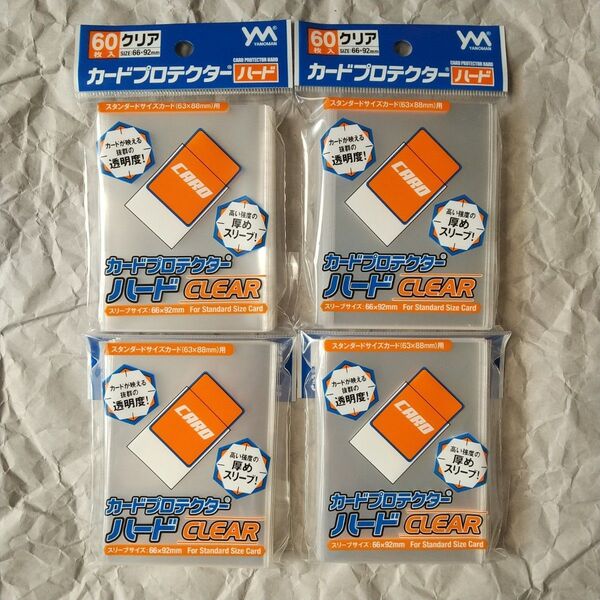 60枚入
クリア
SIZE 66×92mm
YM
YANOMAN
CARD PROTECTOR HARD
カードプロテクター ハード
スタンダードサイズカード(63×88mm)用
カードが映える
抜群の
透明度!
CARD
高い強度の
厚め
スリーブ!
カードプロテクター
ハード CLEAR
スリーブサイズ:66×92mm For Standard Size Card
60枚入
クリア
SIZE 66×92mm
YM
YANOMAN
CARD PROTECTOR HARD
カードプロテクター ハード
スタンダードサイズカード(63×88mm)用
カードが映える
抜群の
透明度!
CARD
高い強度の
厚め
スリーブ!
カードプロテクター
ハード CLEAR
スリーブサイズ:66×92mm For Standard Size Card
スタンダードサイズカード(63×88mm)用
カードが映える
抜群の
透明度!
CARD
高い強度の
厚め
スリーブ!
カードプロテクター
ハード CLEAR
スリーブサイズ:66×92mm For Standard Size Card
スタンダードサイズカード(63×88mm)用
カードが映える
抜群の
透明度!
CARD
高い強度の
厚め
スリーブ!
カードプロテクター
ハード CLEAR
スリーブサイズ:66×92mm For Standard Size Card